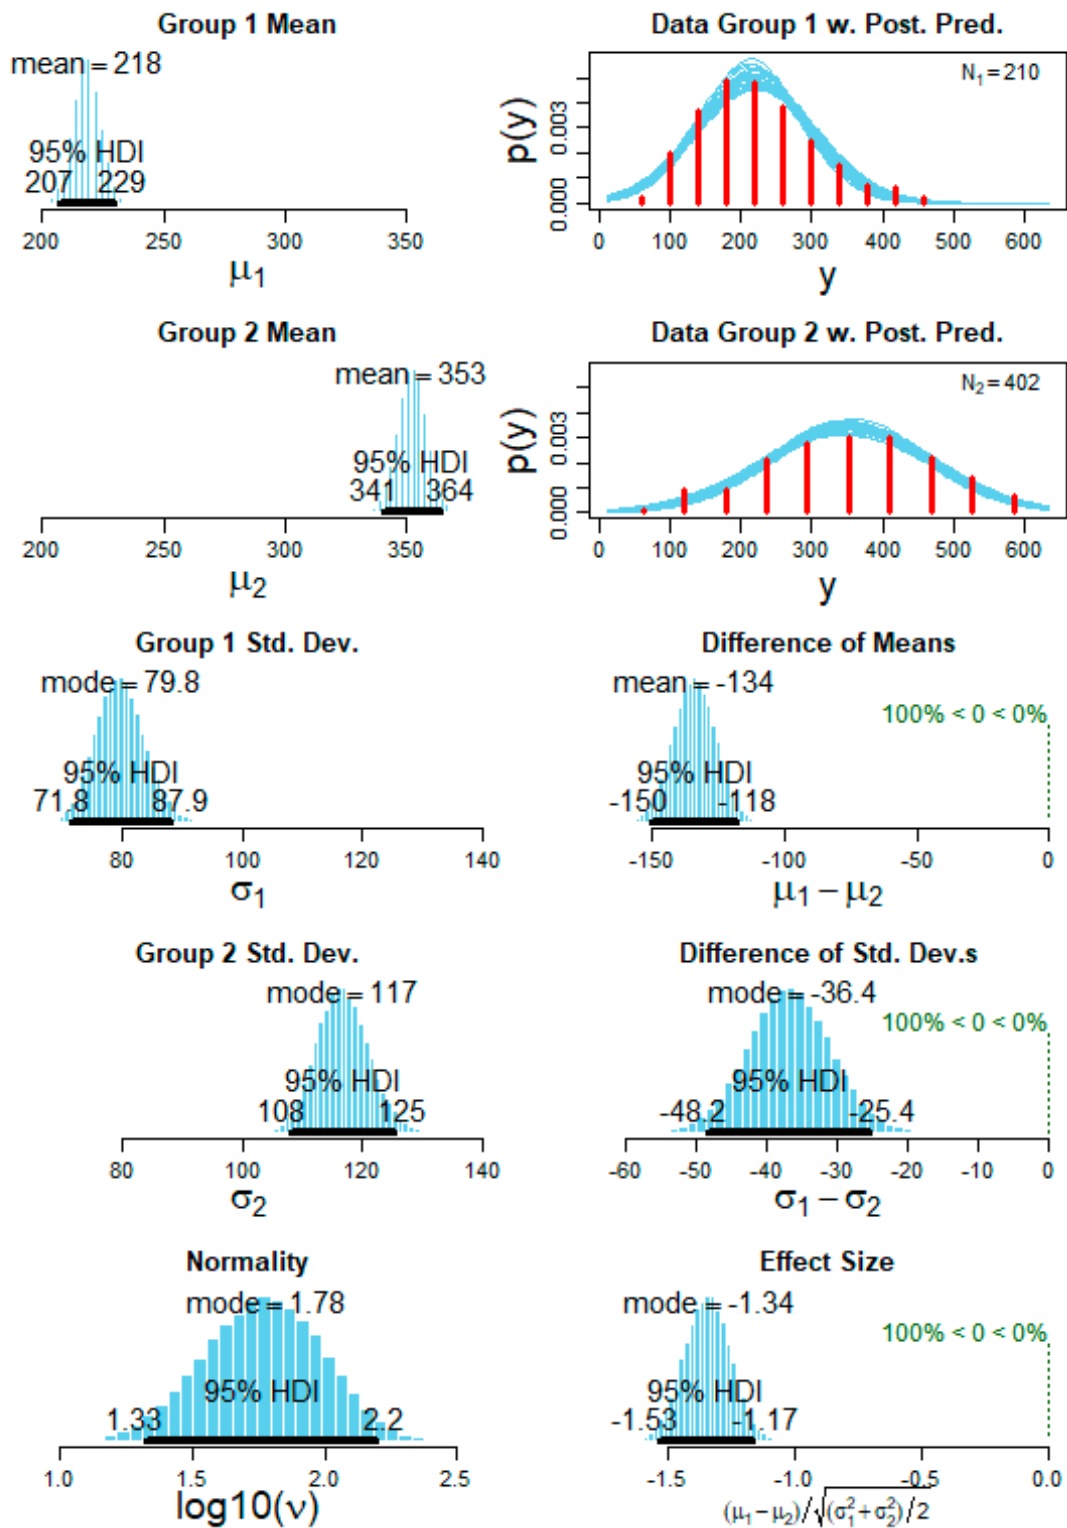 Group 1 Mean
mean = 218
95% HDI
207 229
200 250 300 350
μ1
Data Group 1 w. Post. Pred.
N1 = 210
p(y)
0.000 0.003
0 100 200 300 400 500 600
y
Group 2 Mean
mean = 353
95% HDI
341 364
200 250 300 350
μ2
Data Group 2 w. Post. Pred.
N2 = 402
p(y)
0.000 0.003
0 100 200 300 400 500 600
y
Group 1 Std. Dev.
mode = 79.8
95% HDI
71.8 87.9
80 100 120 140
σ1
Difference of Means
mean = -134
100% < 0 < 0%
95% HDI
-150 -118
-150 -100 -50 0
μ1 − μ2
Group 2 Std. Dev.
mode = 117
95% HDI
108 125
80 100 120 140
σ2
Difference of Std. Dev.s
mode = -36.4
100% < 0 < 0%
95% HDI
-48.2 -25.4
-60 -50 -40 -30 -20 -10 0
σ1 − σ2
Normality
mode = 1.78
95% HDI
1.33 2.2
1.0 1.5 2.0 2.5
log10(ν)
Effect Size
mode = -1.34
100% < 0 < 0%
95% HDI
-1.53 -1.17
-1.5 -1.0 -0.5 0.0
(μ1 − μ2)/√(σ1² + σ2²)/2